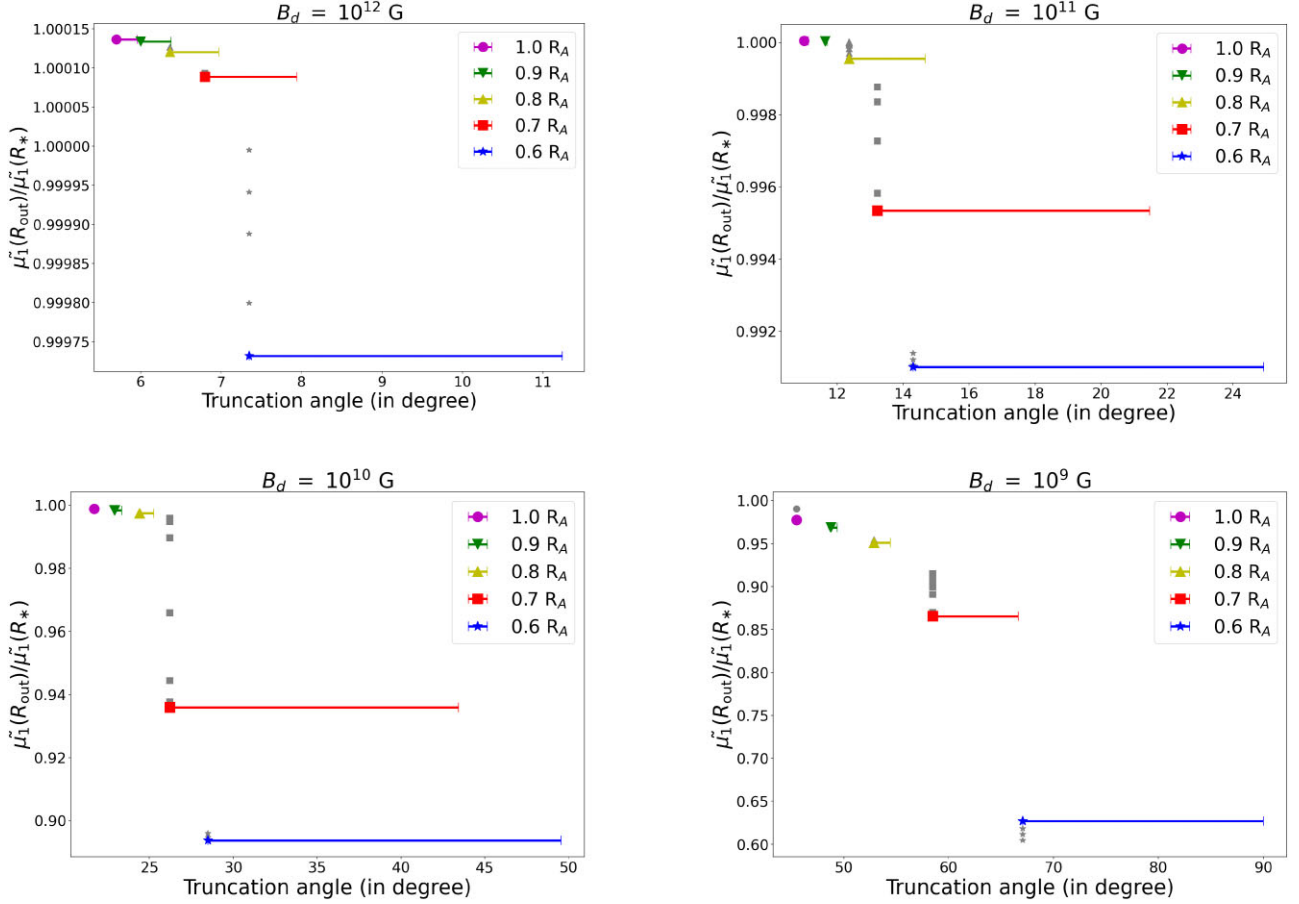 B_d = 10^12 G
1.00015
1.00010
1.00005
1.00000
0.99995
0.99990
0.99985
0.99980
0.99975
μ̃₁(R_out)/μ̃₁(R_*)
1.0 R_A
0.9 R_A
0.8 R_A
0.7 R_A
0.6 R_A
6 7 8 9 10 11
Truncation angle (in degree)
B_d = 10^11 G
1.000
0.998
0.996
0.994
0.992
μ̃₁(R_out)/μ̃₁(R_*)
1.0 R_A
0.9 R_A
0.8 R_A
0.7 R_A
0.6 R_A
12 14 16 18 20 22 24
Truncation angle (in degree)
B_d = 10^10 G
1.00
0.98
0.96
0.94
0.92
0.90
μ̃₁(R_out)/μ̃₁(R_*)
1.0 R_A
0.9 R_A
0.8 R_A
0.7 R_A
0.6 R_A
25 30 35 40 45 50
Truncation angle (in degree)
B_d = 10^9 G
1.00
0.95
0.90
0.85
0.80
0.75
0.70
0.65
0.60
μ̃₁(R_out)/μ̃₁(R_*)
1.0 R_A
0.9 R_A
0.8 R_A
0.7 R_A
0.6 R_A
50 60 70 80 90
Truncation angle (in degree)